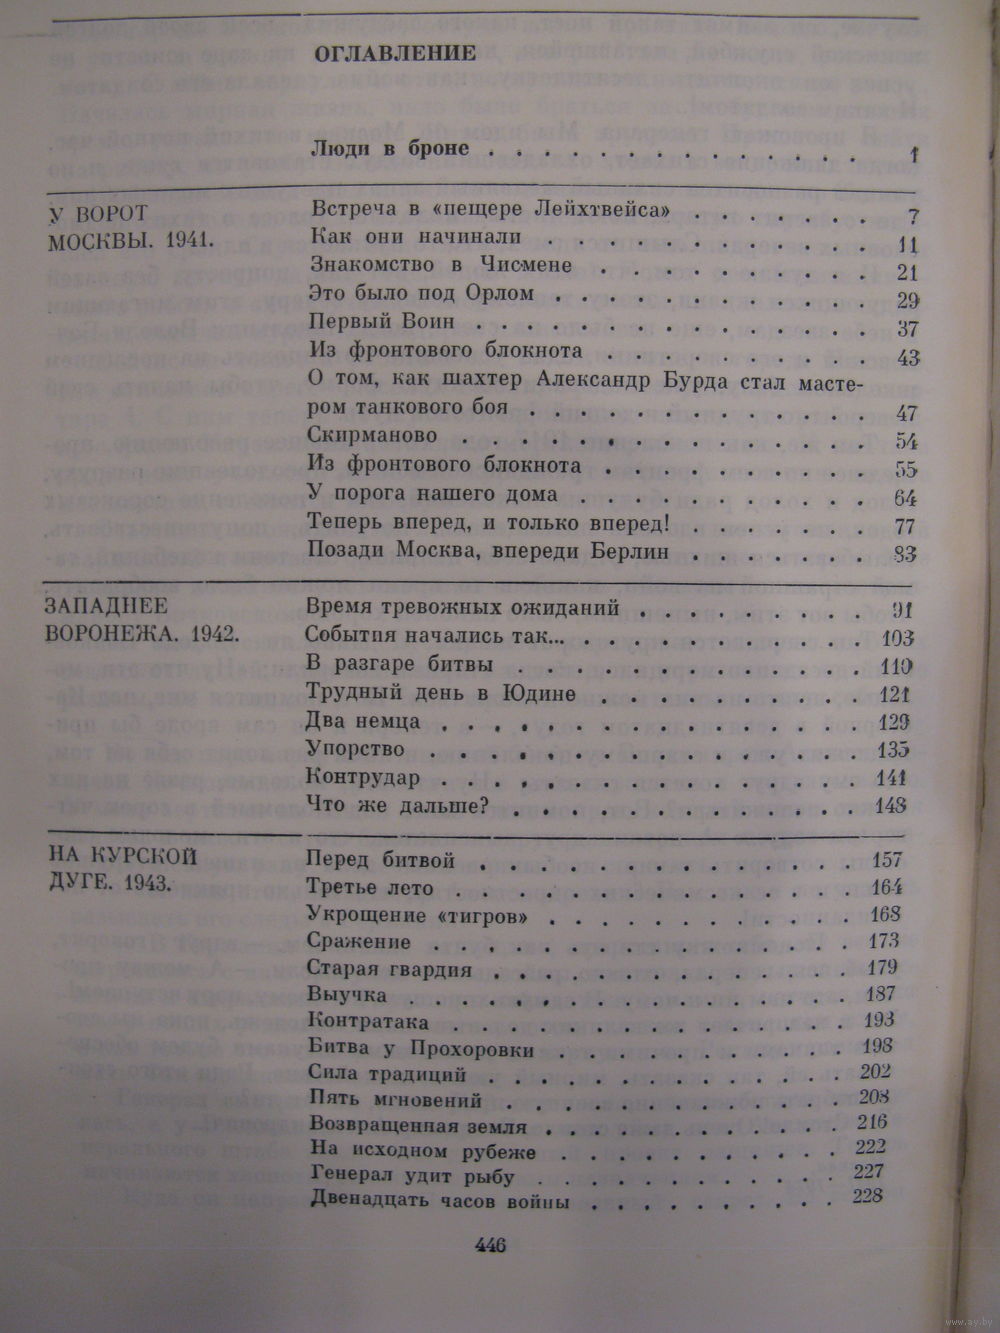 ОГЛАВЛЕНИЕ
Люди в броне . . . . . . . . . . . . . . 1
У ВОРОТ
МОСКВЫ. 1941.
Встреча в «пещере Лейхтвейса» . . . . . . 7
Как они начинали . . . . . . . . . . . . 11
Знакомство в Чисмене . . . . . . . . . . 21
Это было под Орлом . . . . . . . . . . . 29
Первый Воин . . . . . . . . . . . . . . 37
Из фронтового блокнота . . . . . . . . . 43
О том, как шахтер Александр Бурда стал масте-
ром танкового боя . . . . . . . . . . . . 47
Скирманово . . . . . . . . . . . . . . . 54
Из фронтового блокнота . . . . . . . . . 55
У порога нашего дома . . . . . . . . . . 64
Теперь вперед, и только вперед! . . . . . . 77
Позади Москва, впереди Берлин . . . . . . 83
ЗАПАДНЕЕ
ВОРОНЕЖА. 1942.
Время тревожных ожиданий . . . . . . . . 91
События начались так... . . . . . . . . . 103
В разгаре битвы . . . . . . . . . . . . . 110
Трудный день в Юдине . . . . . . . . . . 121
Два немца . . . . . . . . . . . . . . . 129
Упорство . . . . . . . . . . . . . . . . 135
Контрудар . . . . . . . . . . . . . . . 141
Что же дальше? . . . . . . . . . . . . . 148
НА КУРСКОЙ
ДУГЕ. 1943.
Перед битвой . . . . . . . . . . . . . . 157
Третье лето . . . . . . . . . . . . . . . 164
Укрощение «тигров» . . . . . . . . . . . 168
Сражение . . . . . . . . . . . . . . . . 173
Старая гвардия . . . . . . . . . . . . . 179
Выучка . . . . . . . . . . . . . . . . . 187
Контратака . . . . . . . . . . . . . . . 193
Битва у Прохоровки . . . . . . . . . . . 198
Сила традиций . . . . . . . . . . . . . 202
Пять мгновений . . . . . . . . . . . . . 208
Возвращенная земля . . . . . . . . . . . 216
На исходном рубеже . . . . . . . . . . . 222
Генерал удит рыбу . . . . . . . . . . . . 227
Двенадцать часов войны . . . . . . . . . 228
446
www.ay.by